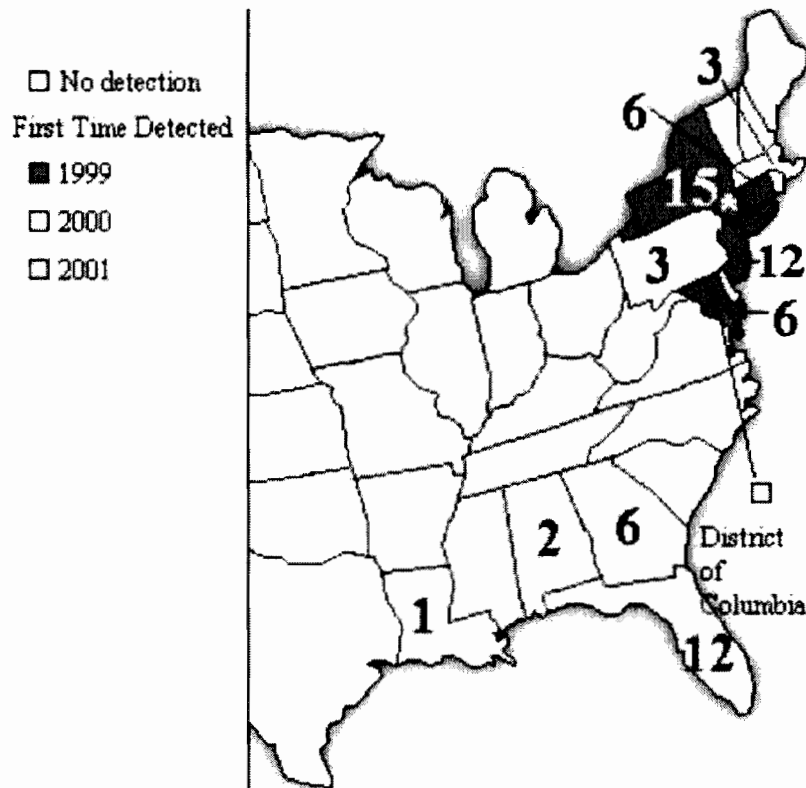 No detection
First Time Detected
1999
2000
2001
3
6
15
3
12
6
2
6
District
of
Columbia
1
12